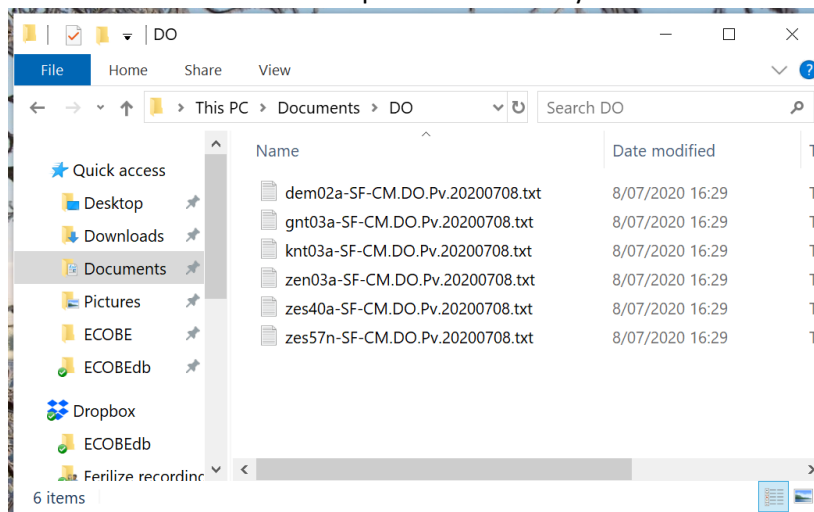 DO
File Home Share View
This PC > Documents > DO Search DO
Name Date modified
Quick access
Desktop
Downloads
Documents
Pictures
ECOBE
ECOBEdb
Dropbox
ECOBEdb
Ferilize recording
dem02a-SF-CM.DO.Pv.20200708.txt 8/07/2020 16:29
gnt03a-SF-CM.DO.Pv.20200708.txt 8/07/2020 16:29
knt03a-SF-CM.DO.Pv.20200708.txt 8/07/2020 16:29
zen03a-SF-CM.DO.Pv.20200708.txt 8/07/2020 16:29
zes40a-SF-CM.DO.Pv.20200708.txt 8/07/2020 16:29
zes57n-SF-CM.DO.Pv.20200708.txt 8/07/2020 16:29
6 items